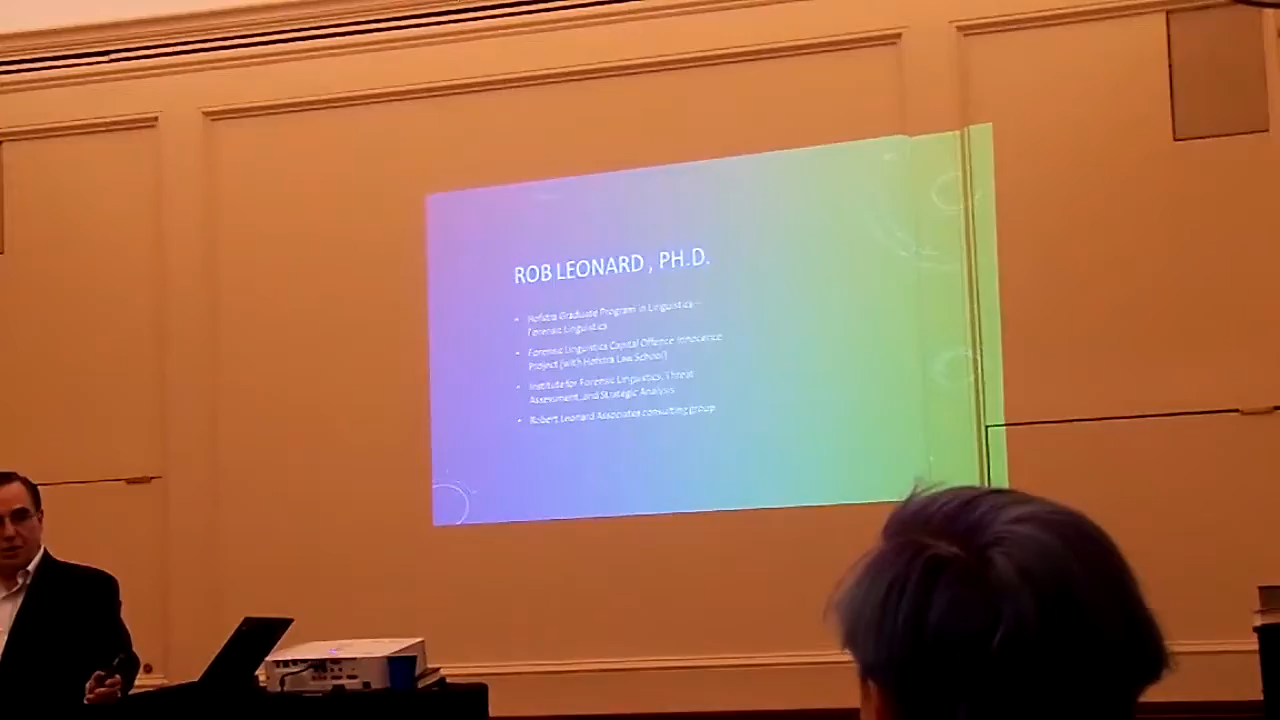 ROB LEONARD , PH.D.
• Hofstra Graduate Program in Linguistics –
Forensic Linguistics
• Forensic Linguistics Capital Offence Innocence
Project (with Hofstra Law School)
• Institute for Forensic Linguistics, Threat
Assessment, and Strategic Analysis
• Robert Leonard Associates consulting group